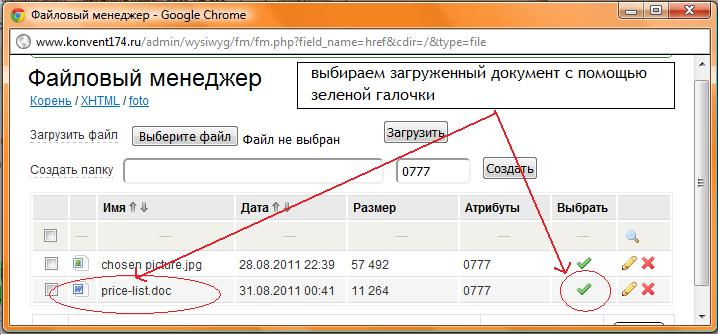 Файловый менеджер - Google Chrome
www.konvent174.ru/admin/wysiwyg/fm/fm.php?field_name=href&cdir=/&type=file
Файловый менеджер
выбираем загруженный документ с помощью
зеленой галочки
Корень / XHTML / foto
Загрузить файл Выберите файл Файл не выбран Загрузить
Создать папку 0777 Создать
Имя Дата Размер Атрибуты Выбрать
chosen picture.jpg 28.08.2011 22:39 57 492 0777
price-list.doc 31.08.2011 00:41 11 264 0777